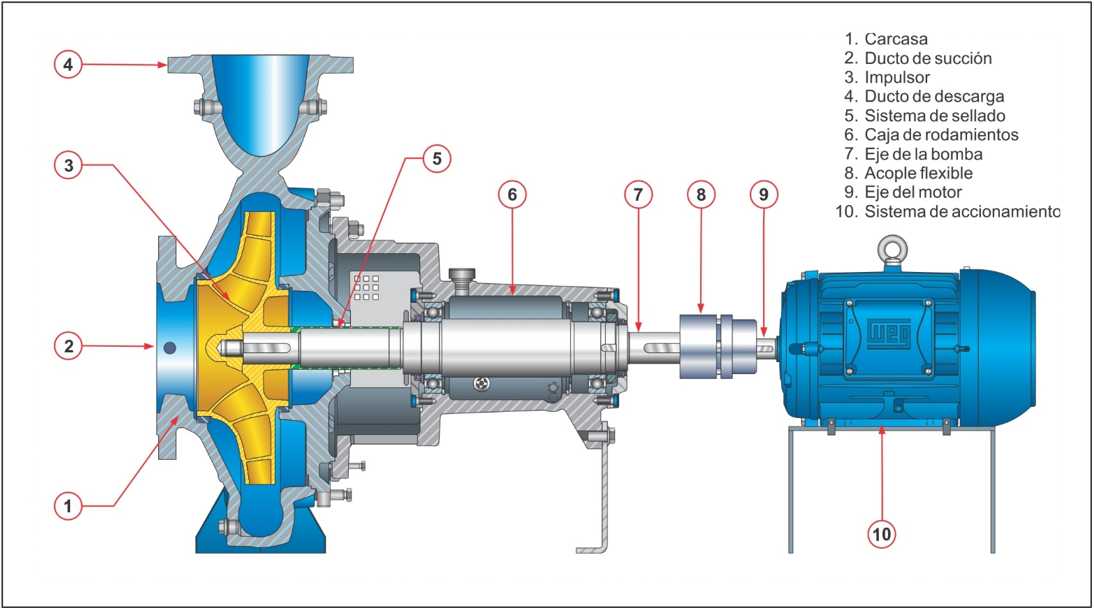 1. Carcasa
2. Ducto de succión
3. Impulsor
4. Ducto de descarga
5. Sistema de sellado
6. Caja de rodamientos
7. Eje de la bomba
8. Acople flexible
9. Eje del motor
10. Sistema de accionamiento
4
3
5
6
7
8
9
2
WEG
1
10